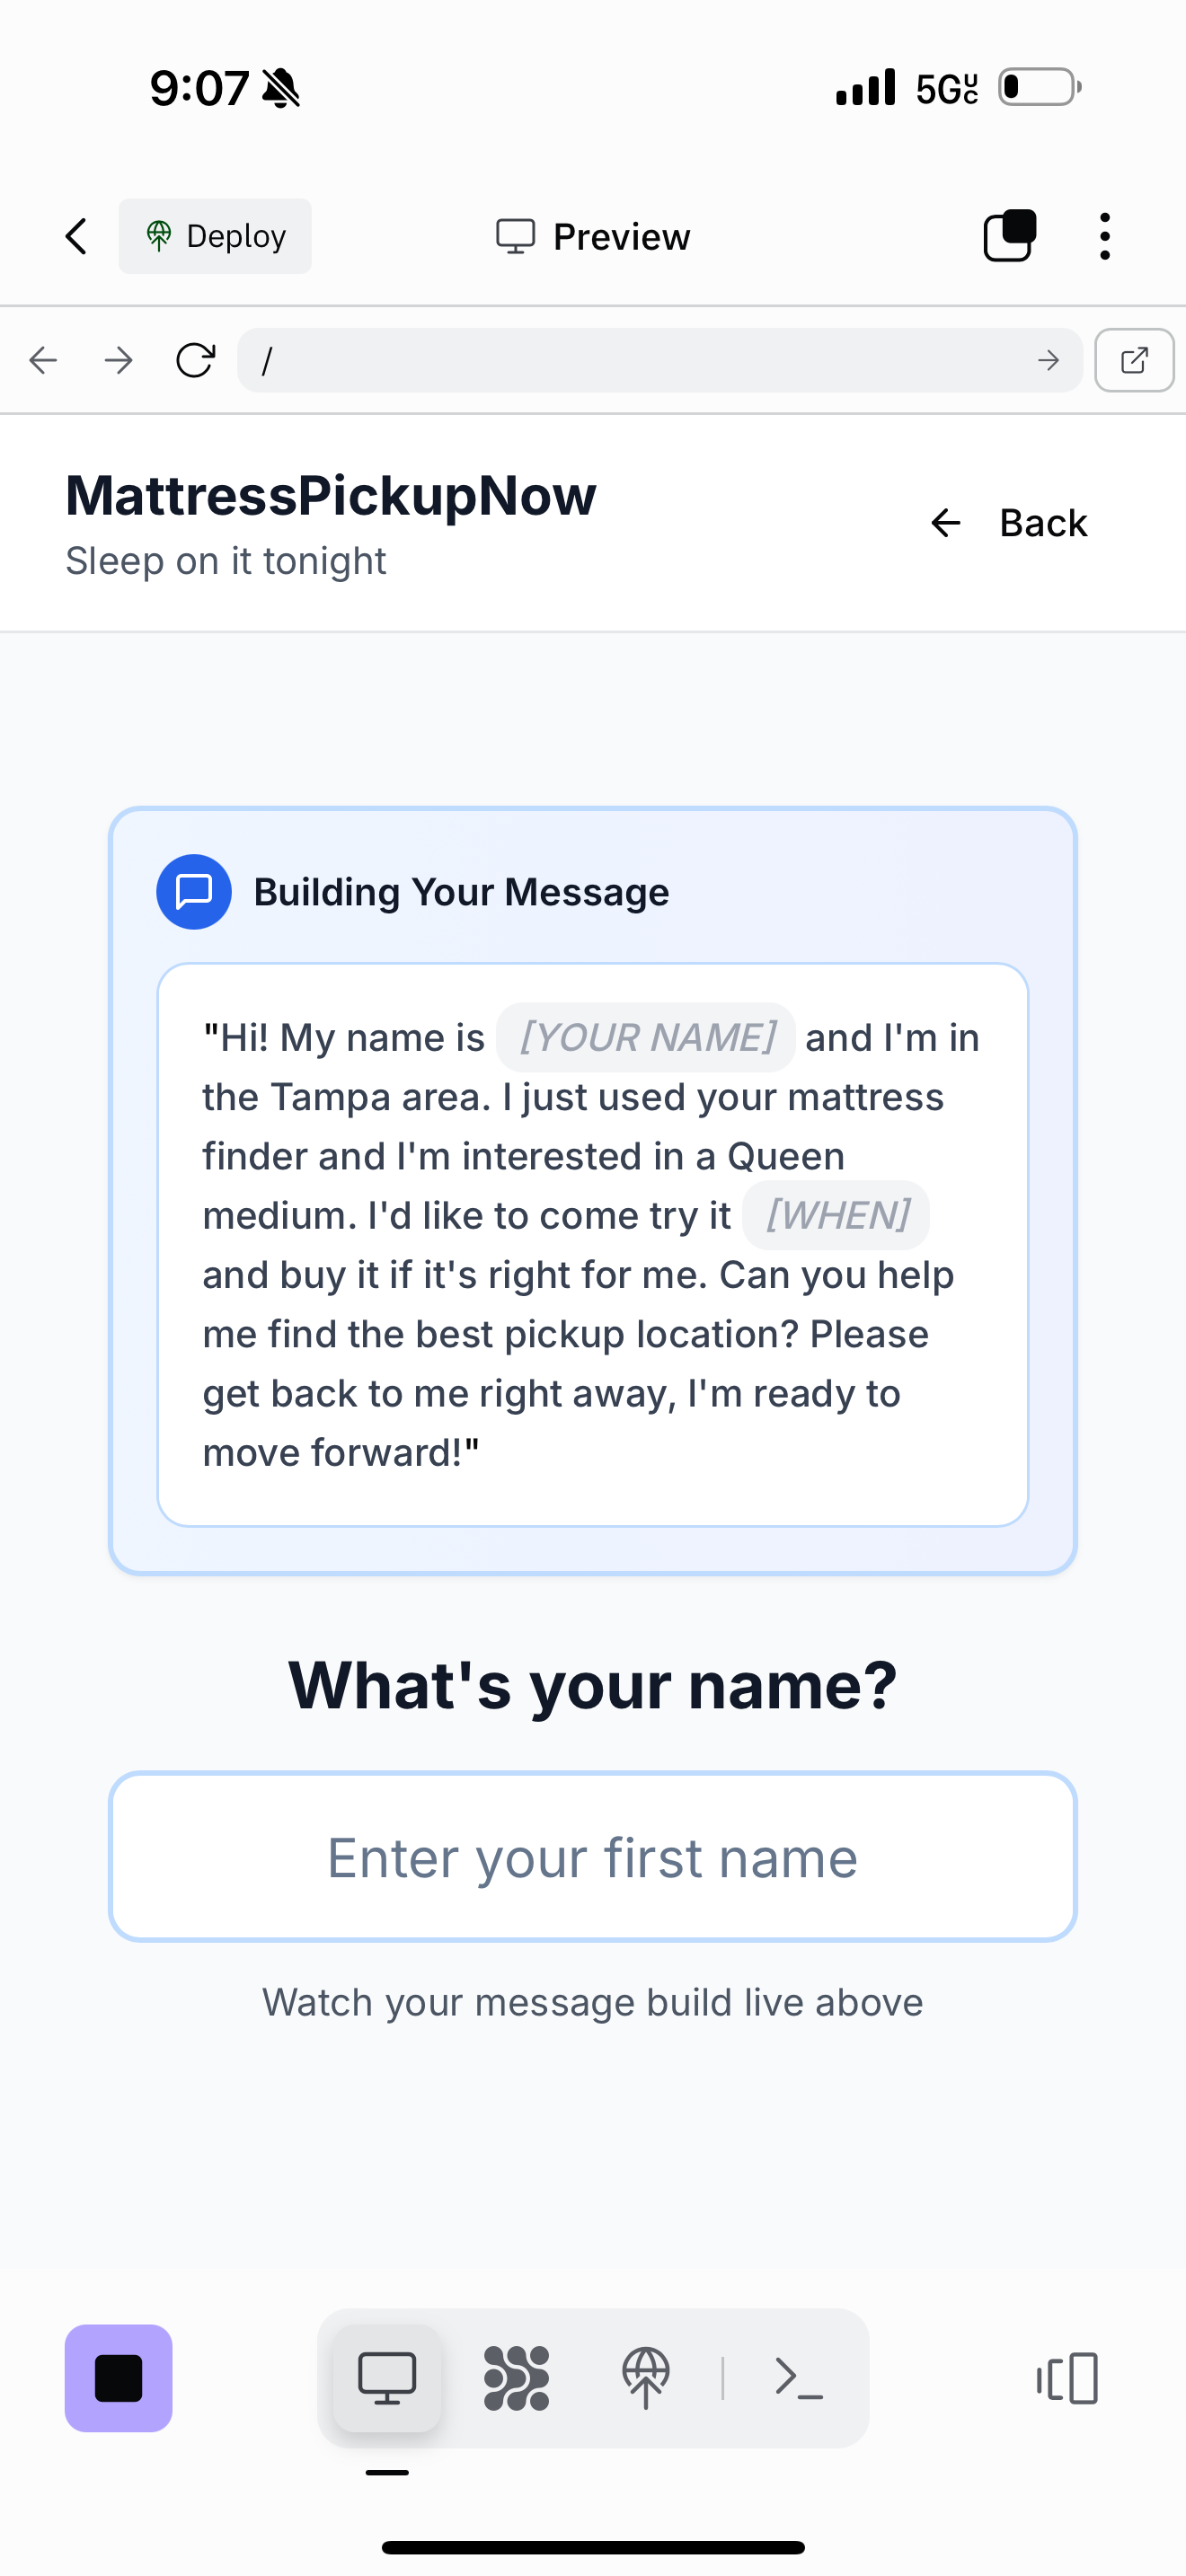 9:07 5GUC
Deploy Preview
/
MattressPickupNow
Sleep on it tonight
Back
Building Your Message
"Hi! My name is [YOUR NAME] and I'm in
the Tampa area. I just used your mattress
finder and I'm interested in a Queen
medium. I'd like to come try it [WHEN]
and buy it if it's right for me. Can you help
me find the best pickup location? Please
get back to me right away, I'm ready to
move forward!"
What's your name?
Enter your first name
Watch your message build live above